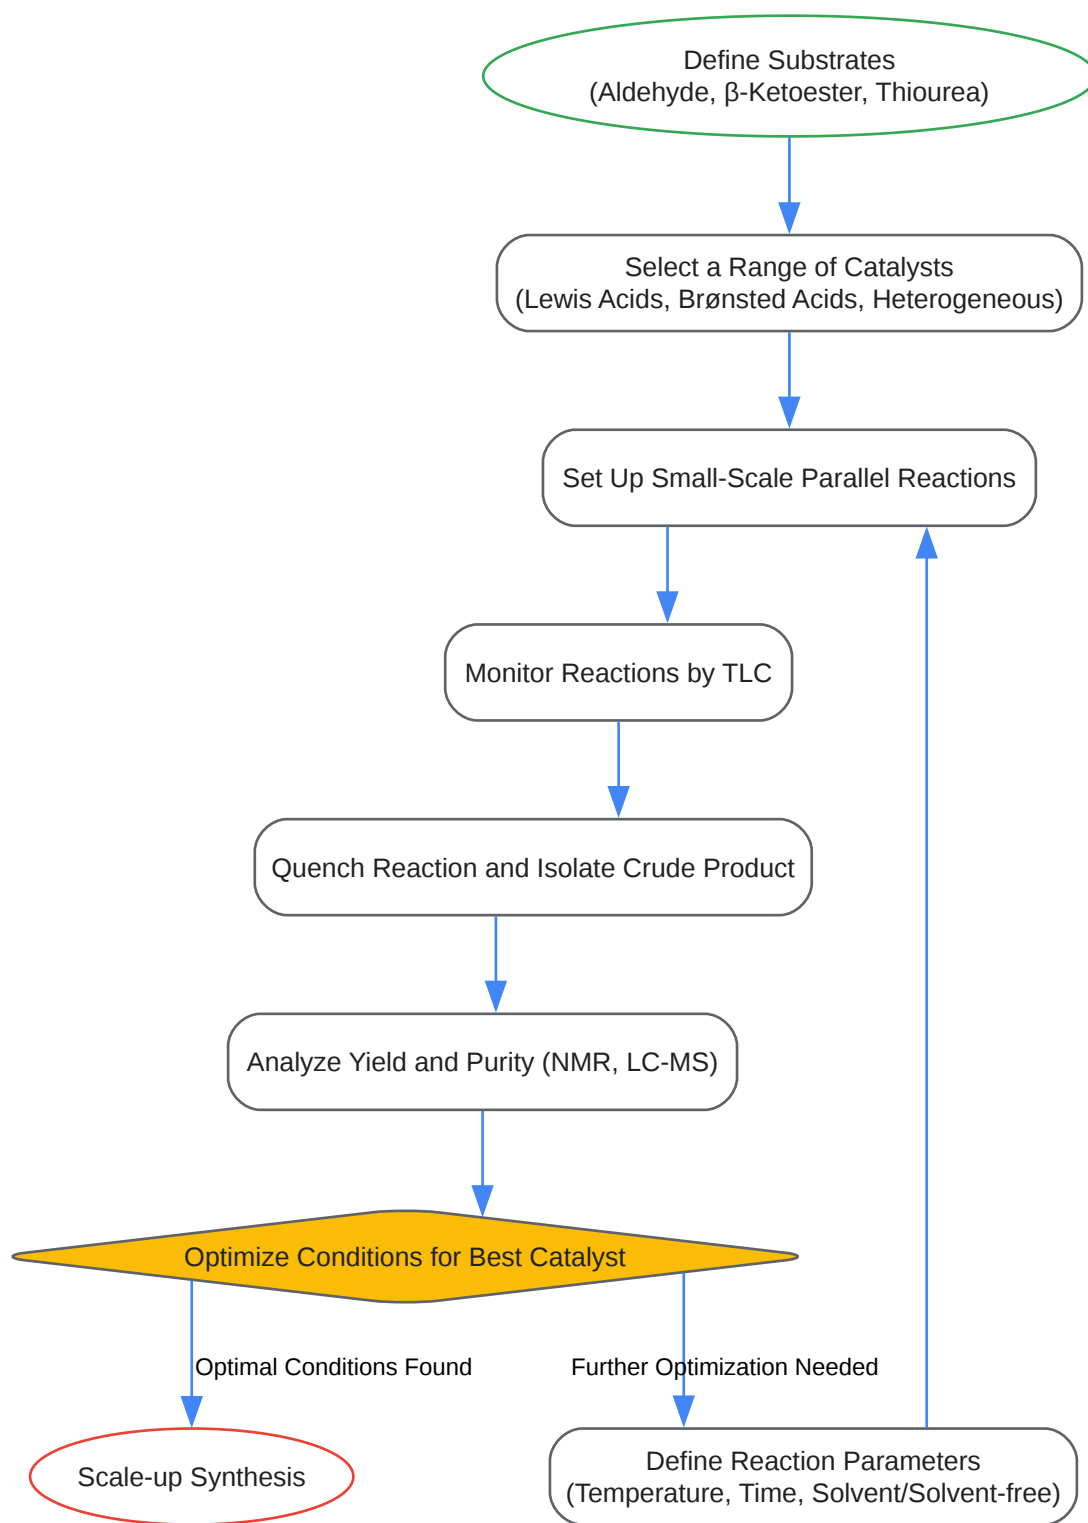 Define Substrates
(Aldehyde, β-Ketoester, Thiourea)
Select a Range of Catalysts
(Lewis Acids, Brønsted Acids, Heterogeneous)
Set Up Small-Scale Parallel Reactions
Monitor Reactions by TLC
Quench Reaction and Isolate Crude Product
Analyze Yield and Purity (NMR, LC-MS)
Optimize Conditions for Best Catalyst
Optimal Conditions Found
Further Optimization Needed
Scale-up Synthesis
Define Reaction Parameters
(Temperature, Time, Solvent/Solvent-free)